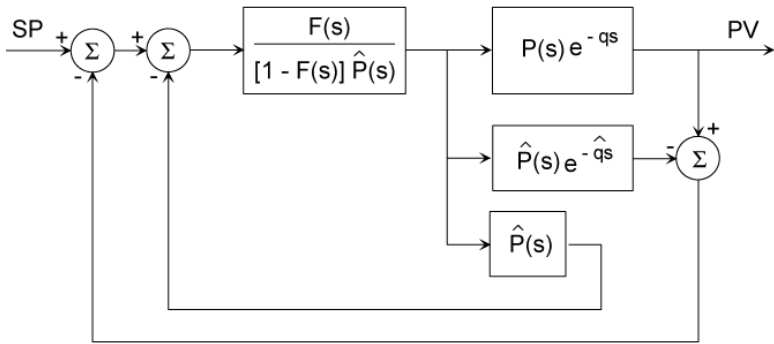 SP
+
Σ
-
+
Σ
-
F(s)
[1 - F(s)] P̂(s)
P(s) e^{- qs}
PV
+
-
Σ
P̂(s) e^{- q̂s}
P̂(s)